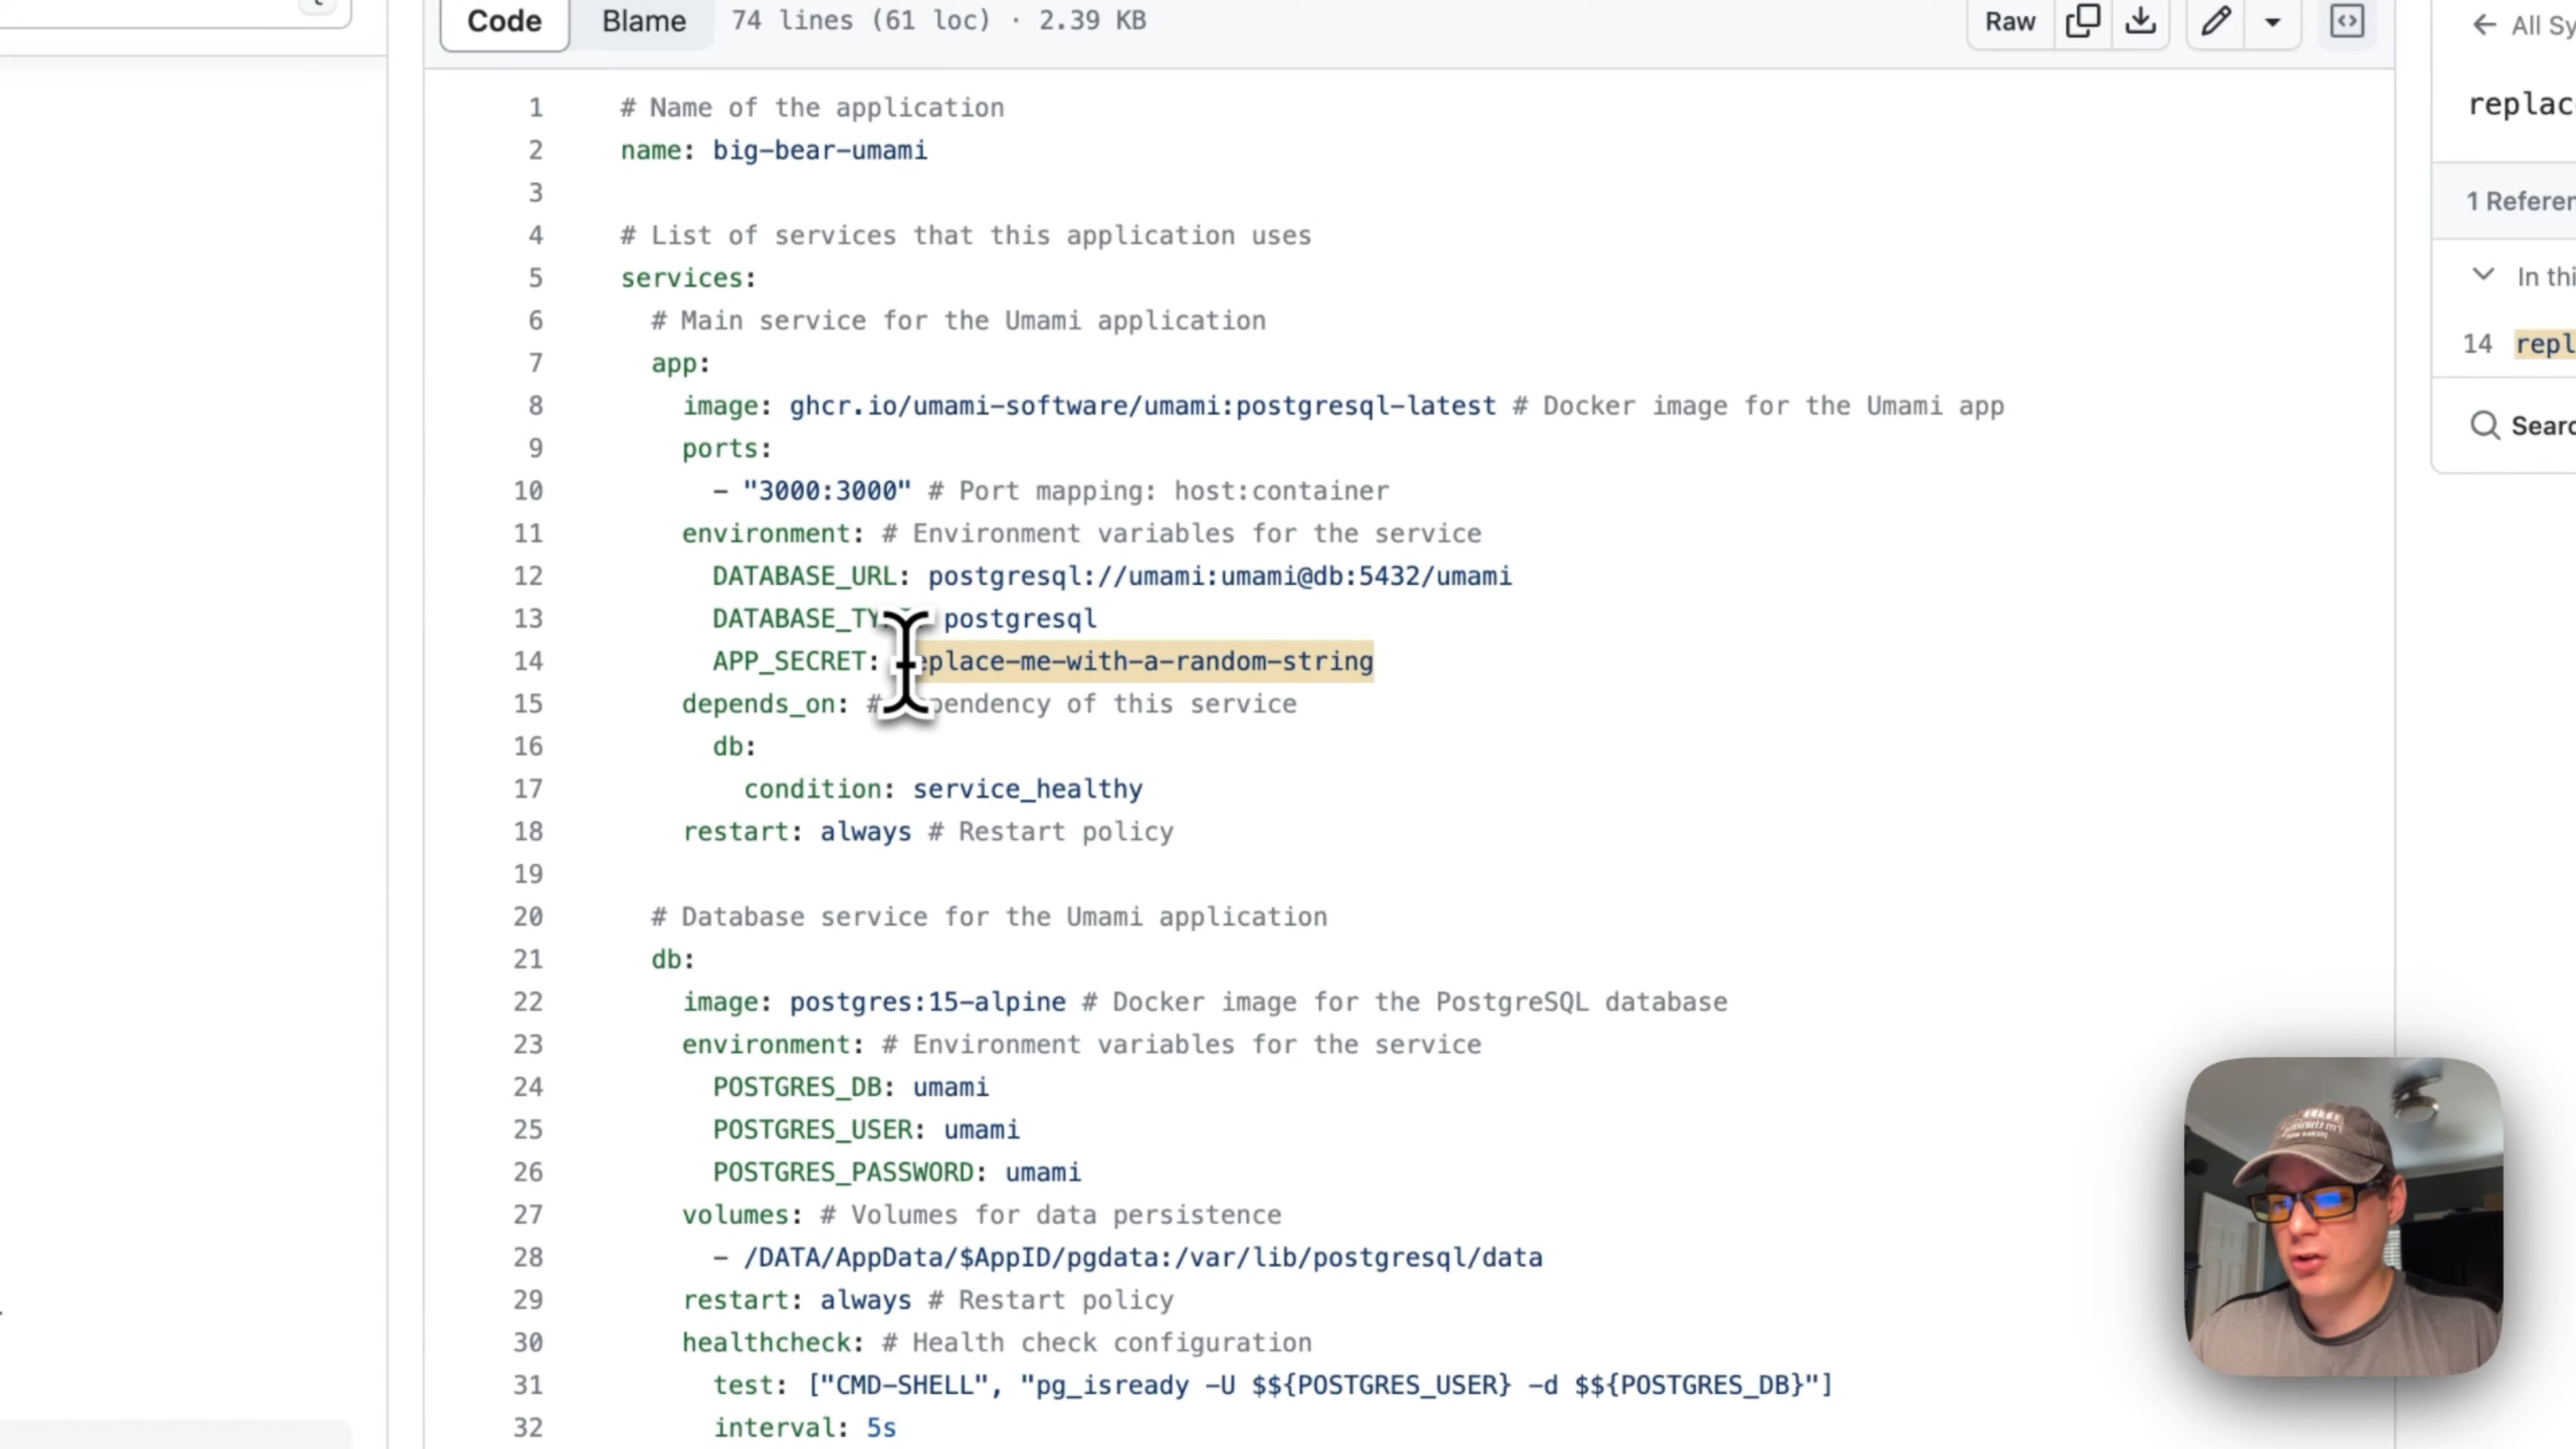 Code Blame 74 lines (61 loc) · 2.39 KB Raw
All Sy
1 # Name of the application
2 name: big-bear-umami
3
4 # List of services that this application uses
5 services:
6 # Main service for the Umami application
7 app:
8 image: ghcr.io/umami-software/umami:postgresql-latest # Docker image for the Umami app
9 ports:
10 - "3000:3000" # Port mapping: host:container
11 environment: # Environment variables for the service
12 DATABASE_URL: postgresql://umami:umami@db:5432/umami
13 DATABASE_TY postgresql
14 APP_SECRET: eplace-me-with-a-random-string
15 depends_on: # pendency of this service
16 db:
17 condition: service_healthy
18 restart: always # Restart policy
19
20 # Database service for the Umami application
21 db:
22 image: postgres:15-alpine # Docker image for the PostgreSQL database
23 environment: # Environment variables for the service
24 POSTGRES_DB: umami
25 POSTGRES_USER: umami
26 POSTGRES_PASSWORD: umami
27 volumes: # Volumes for data persistence
28 - /DATA/AppData/$AppID/pgdata:/var/lib/postgresql/data
29 restart: always # Restart policy
30 healthcheck: # Health check configuration
31 test: ["CMD-SHELL", "pg_isready -U $${POSTGRES_USER} -d $${POSTGRES_DB}"]
32 interval: 5s
replac
1 Referen
In thi
14 repl
Searc